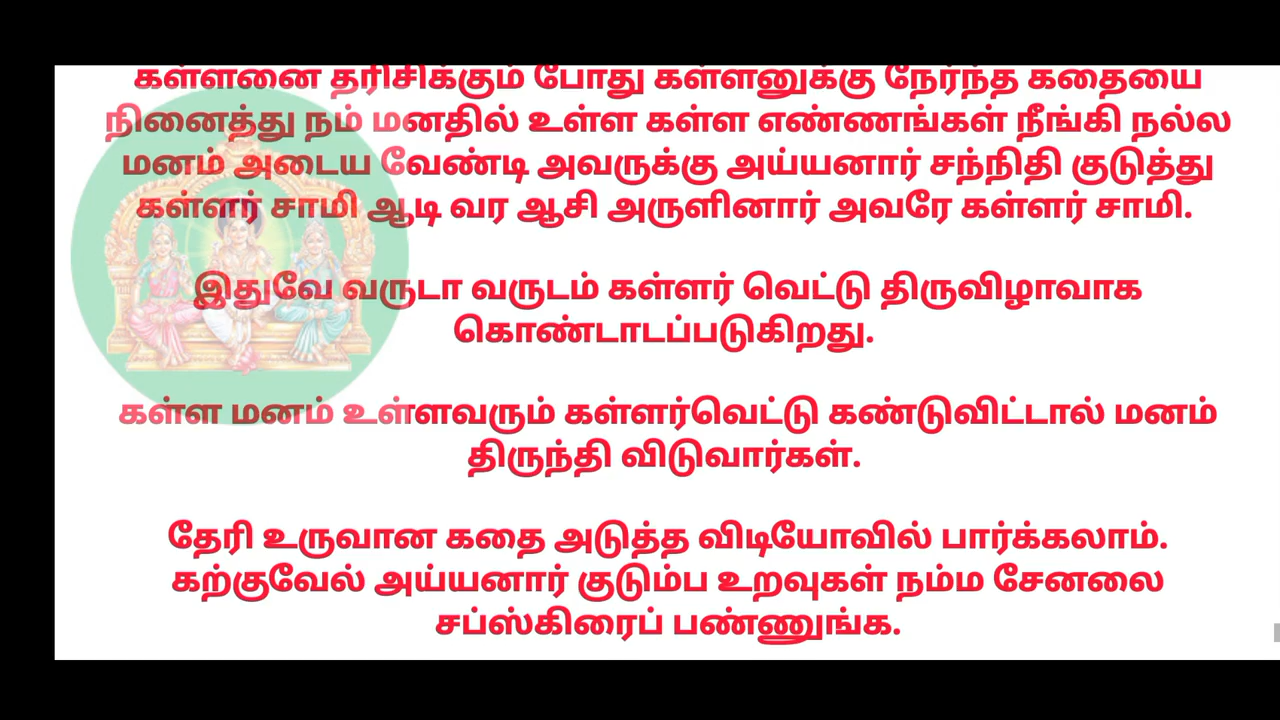 கள்ளனை தரிசிக்கும் போது கள்ளனுக்கு நேர்ந்த கதையை
நினைத்து நம் மனதில் உள்ள கள்ள எண்ணங்கள் நீங்கி நல்ல
மனம் அடைய வேண்டி அவருக்கு அய்யனார் சந்நிதி குடுத்து
கள்ளர் சாமி ஆடி வர ஆசி அருளினார் அவரே கள்ளர் சாமி.
இதுவே வருடா வருடம் கள்ளர் வெட்டு திருவிழாவாக
கொண்டாடப்படுகிறது.
கள்ள மனம் உள்ளவரும் கள்ளர்வெட்டு கண்டுவிட்டால் மனம்
திருந்தி விடுவார்கள்.
தேரி உருவான கதை அடுத்த விடியோவில் பார்க்கலாம்.
கற்குவேல் அய்யனார் குடும்ப உறவுகள் நம்ம சேனலை
சப்ஸ்கிரைப் பண்ணுங்க.